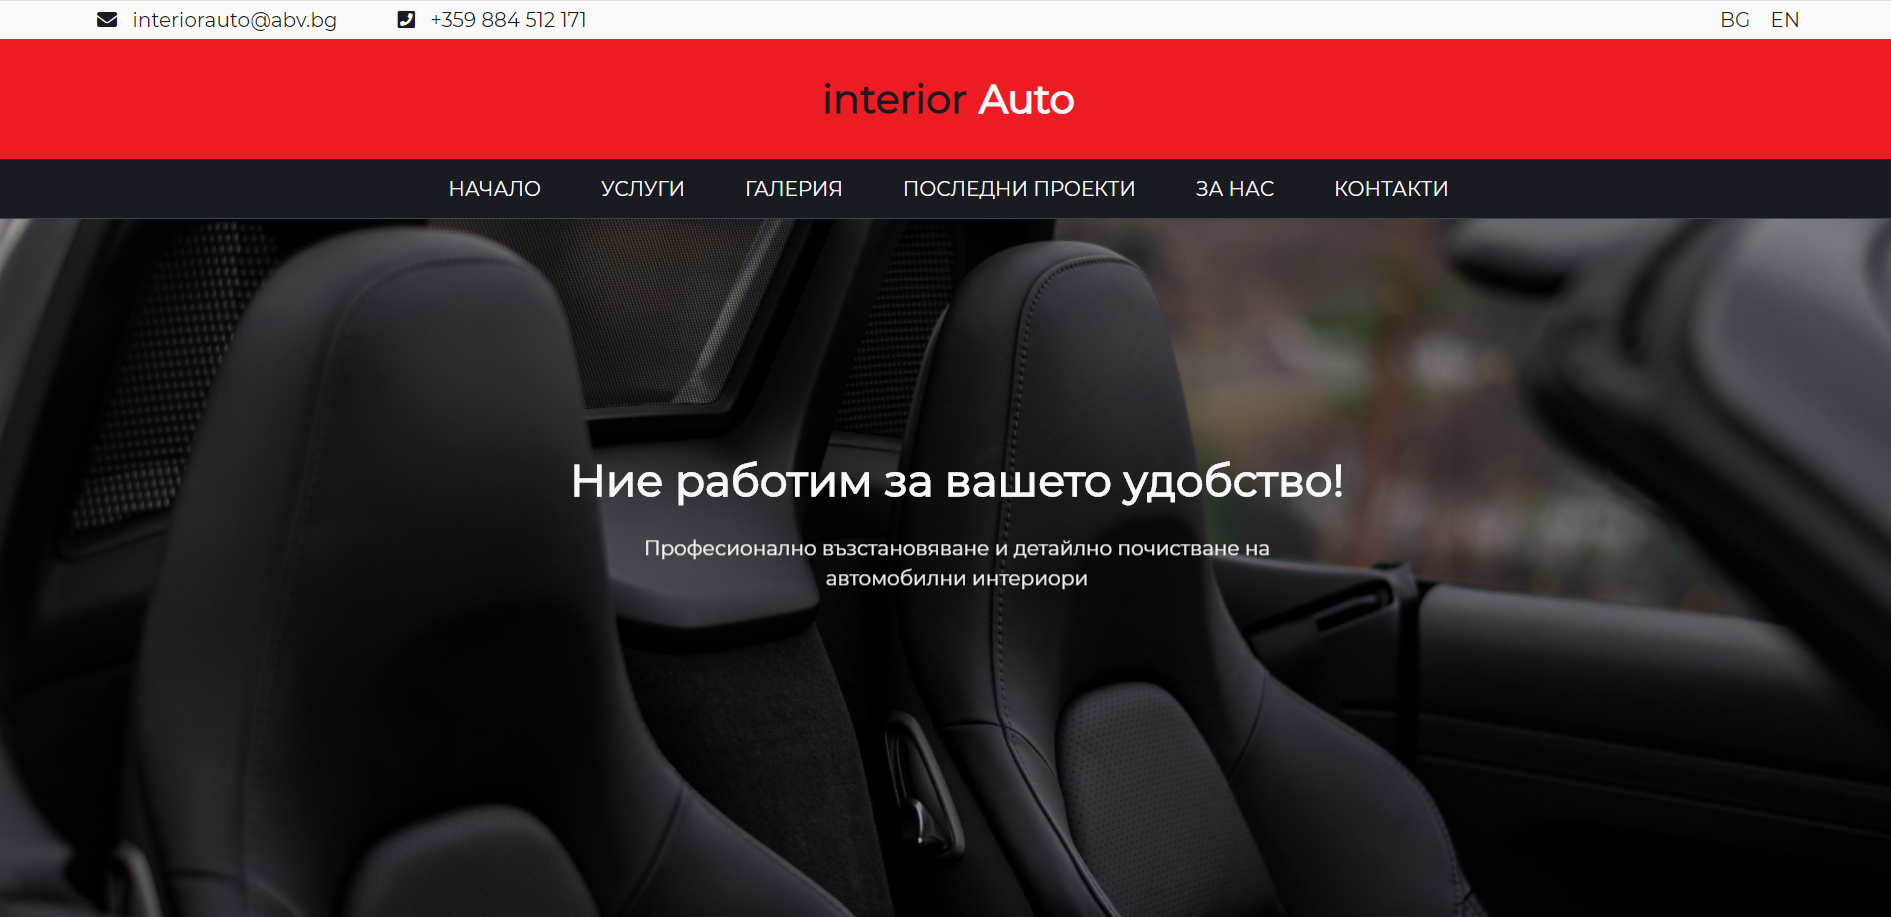 interiorauto@abv.bg +359 884 512 171 BG EN
interior Auto
НАЧАЛО УСЛУГИ ГАЛЕРИЯ ПОСЛЕДНИ ПРОЕКТИ ЗА НАС КОНТАКТИ
Ние работим за вашето удобство!
Професионално възстановяване и детайлно почистване на
автомобилни интериори